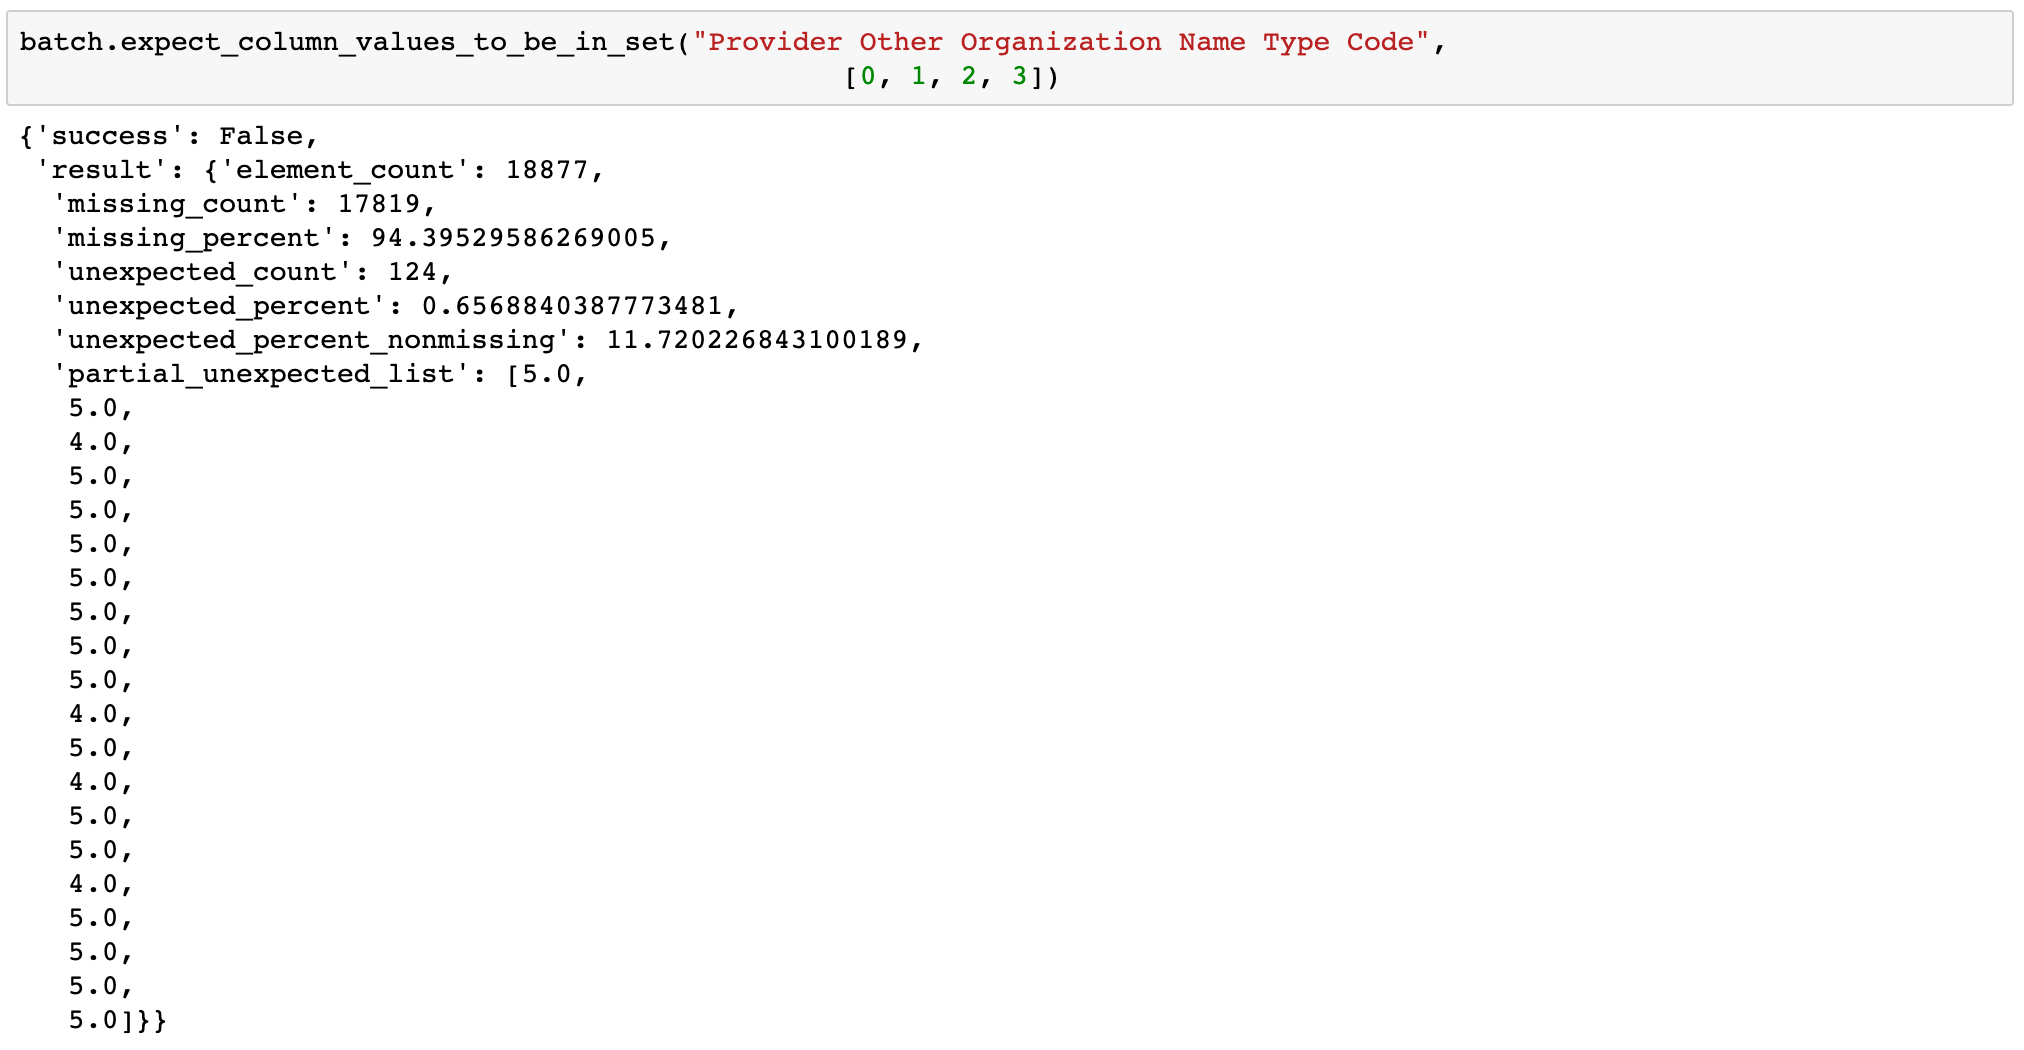 batch.expect_column_values_to_be_in_set("Provider Other Organization Name Type Code",
[0, 1, 2, 3])
{'success': False,
'result': {'element_count': 18877,
'missing_count': 17819,
'missing_percent': 94.39529586269005,
'unexpected_count': 124,
'unexpected_percent': 0.6568840387773481,
'unexpected_percent_nonmissing': 11.720226843100189,
'partial_unexpected_list': [5.0,
5.0,
4.0,
5.0,
5.0,
5.0,
5.0,
5.0,
5.0,
5.0,
4.0,
5.0,
4.0,
5.0,
5.0,
4.0,
5.0,
5.0,
5.0,
5.0]}}